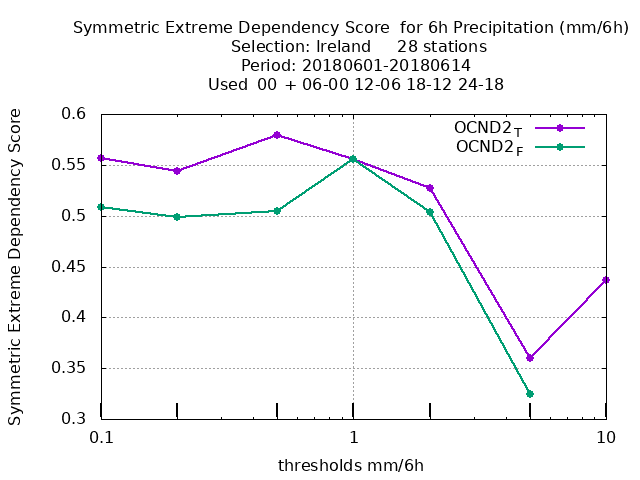 Symmetric Extreme Dependency Score  for 6h Precipitation (mm/6h)
Selection: Ireland     28 stations
Period: 20180601-20180614
Used  00  + 06-00 12-06 18-12 24-18
OCND2T
OCND2F
Symmetric Extreme Dependency Score
0.6
0.55
0.5
0.45
0.4
0.35
0.3
0.1 1 10
thresholds mm/6h